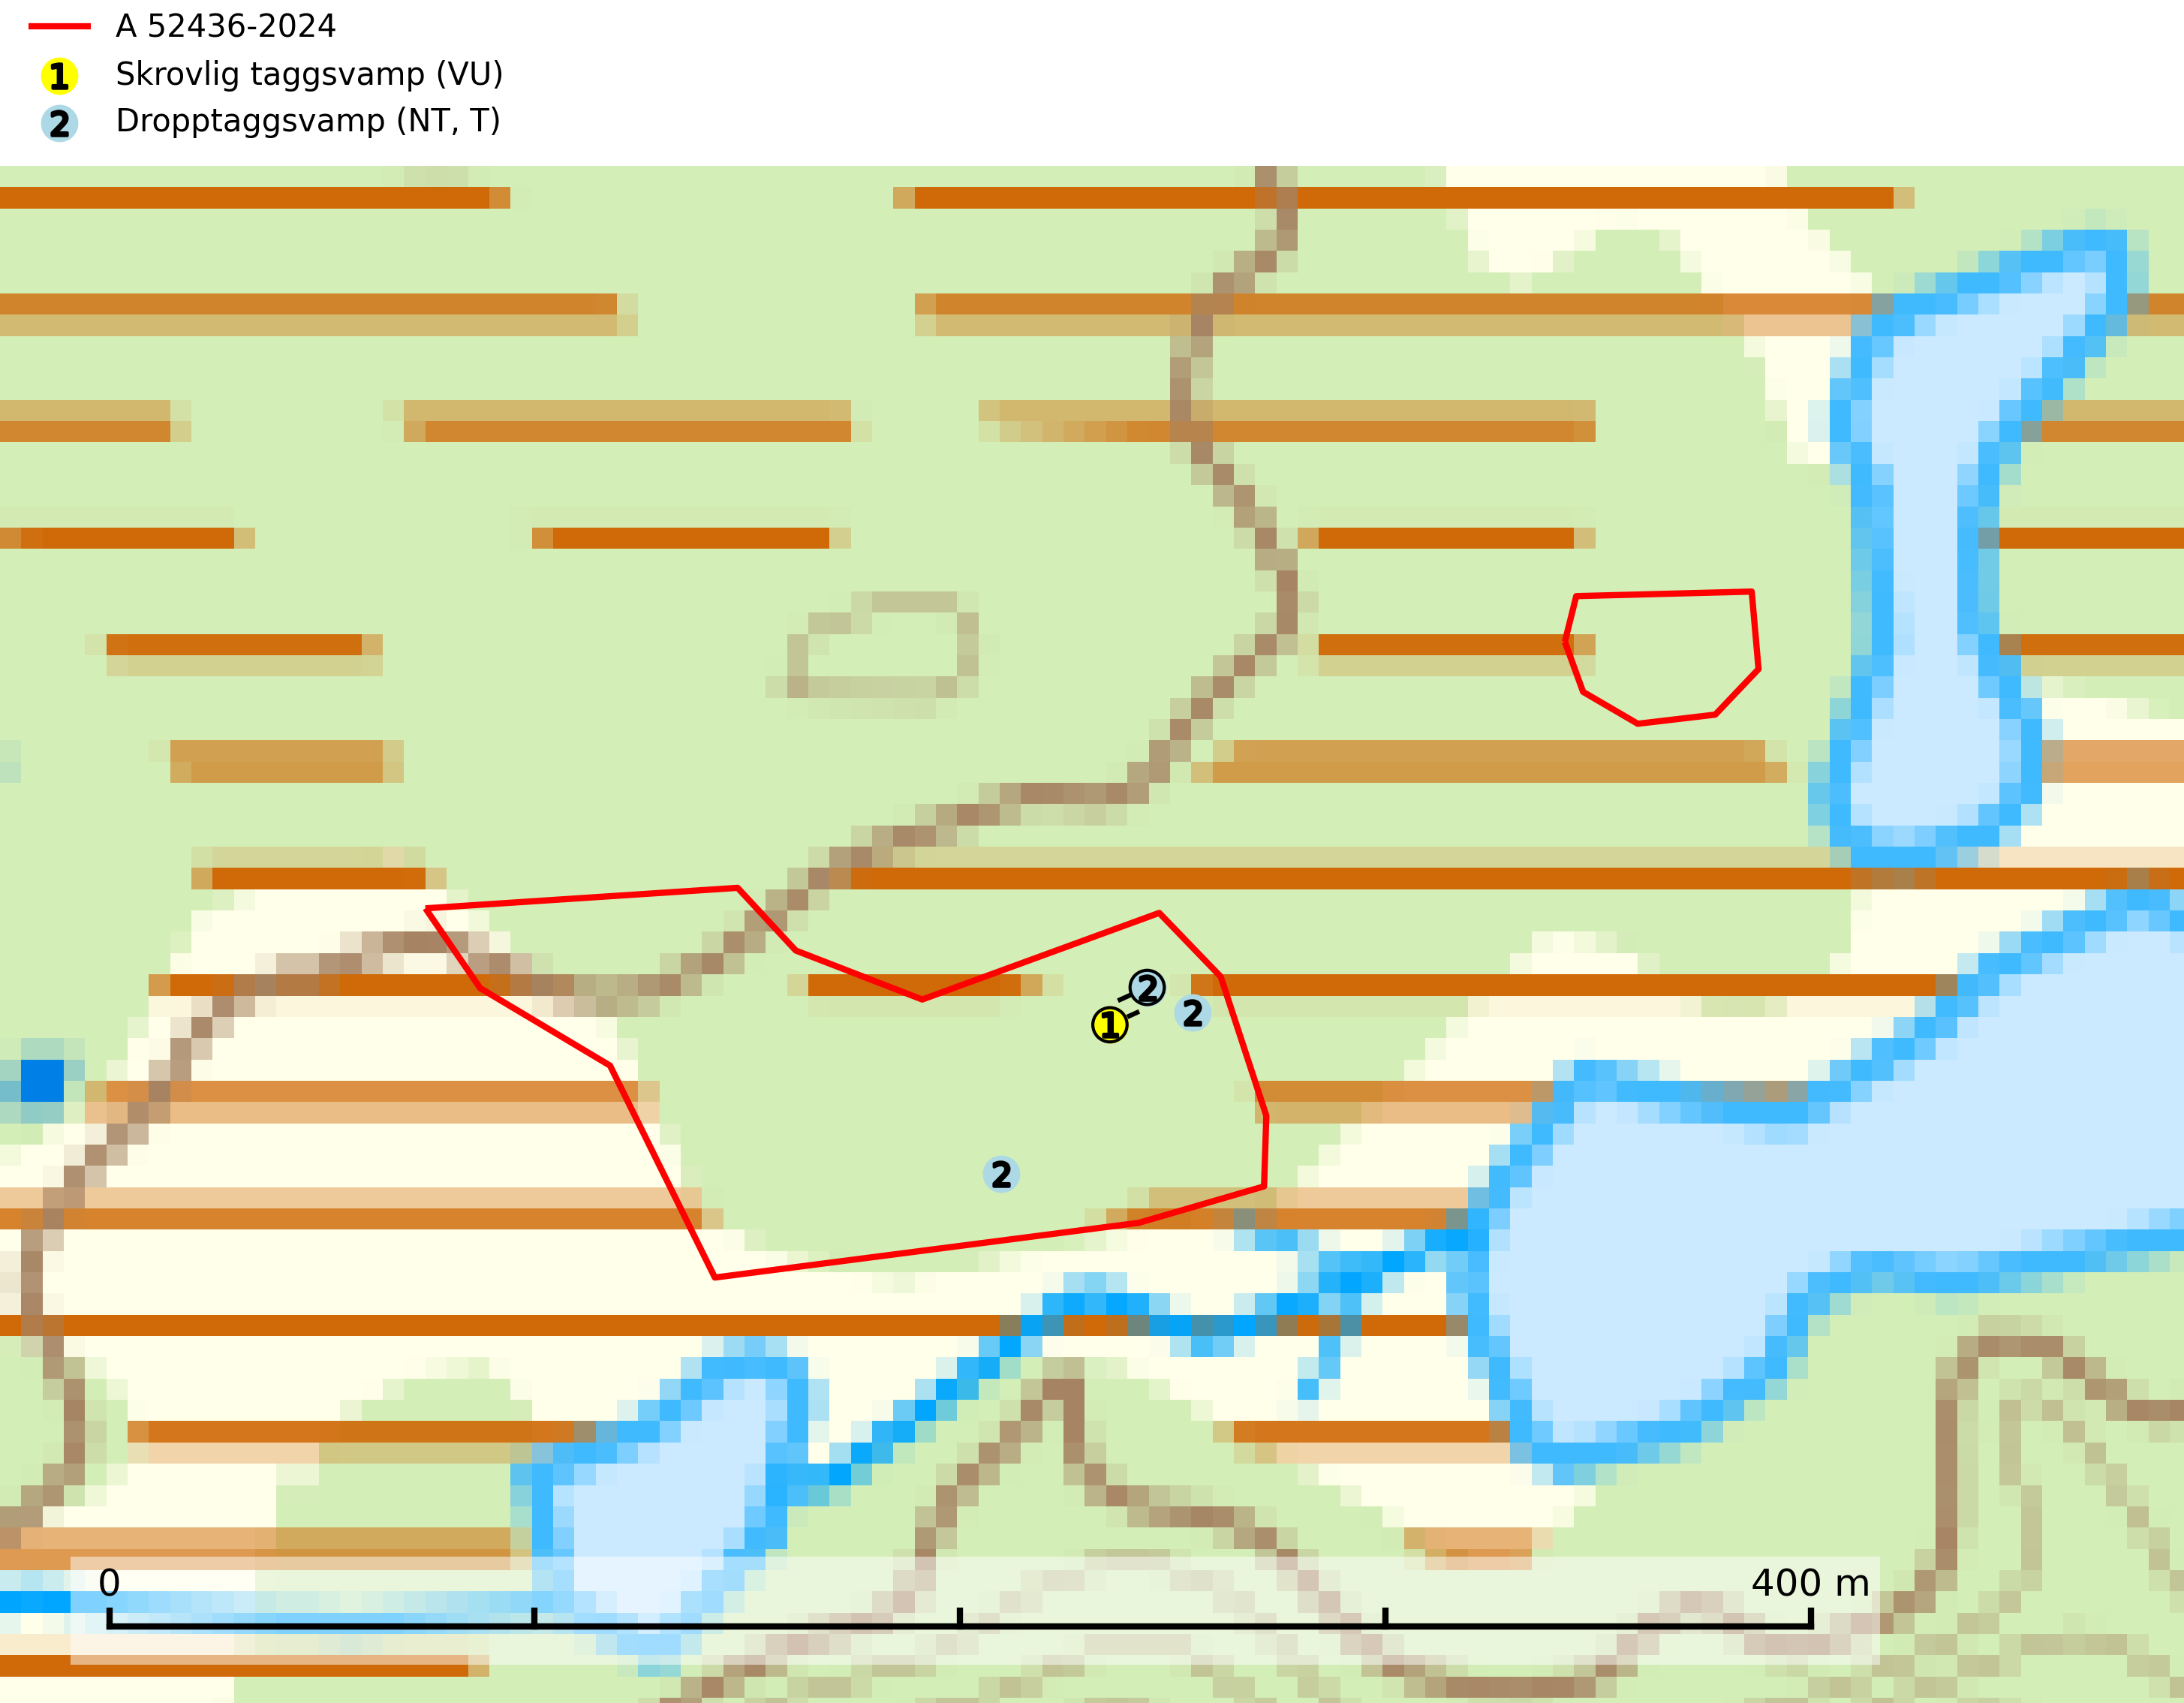 A 52436-2024
1 Skrovlig taggsvamp (VU)
2 Dropptaggsvamp (NT, T)
2
1
2
2
0
400 m